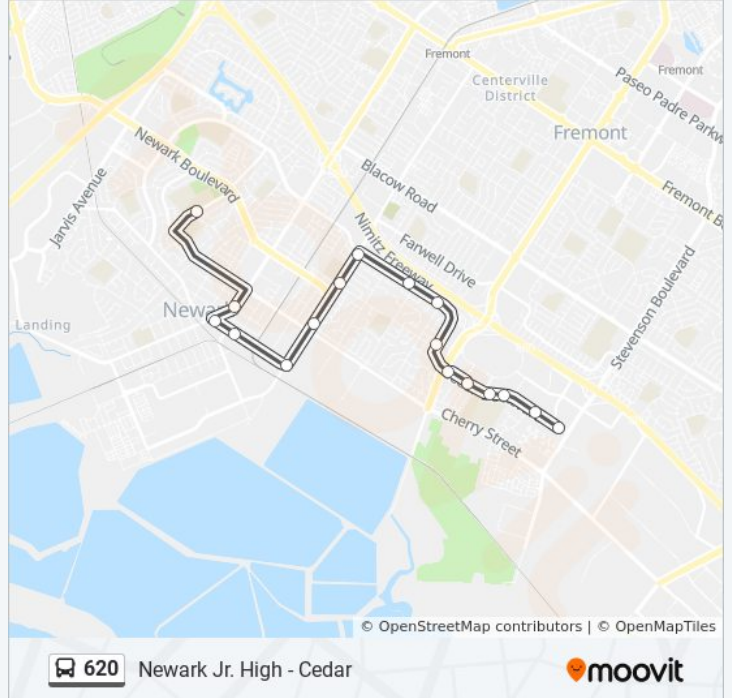 Fremont
Centerville
District
Fremont
Paseo Padre Parkw
Fremont
Newark Boulevard
Blacow Road
Fremont B
Jarvis Avenue
Nimitz Freeway
Farwell Drive
Newark
Landing
Stevenson Boulevard
Cherry Street
© OpenStreetMap contributors | © OpenMapTiles
620 Newark Jr. High - Cedar
moovit